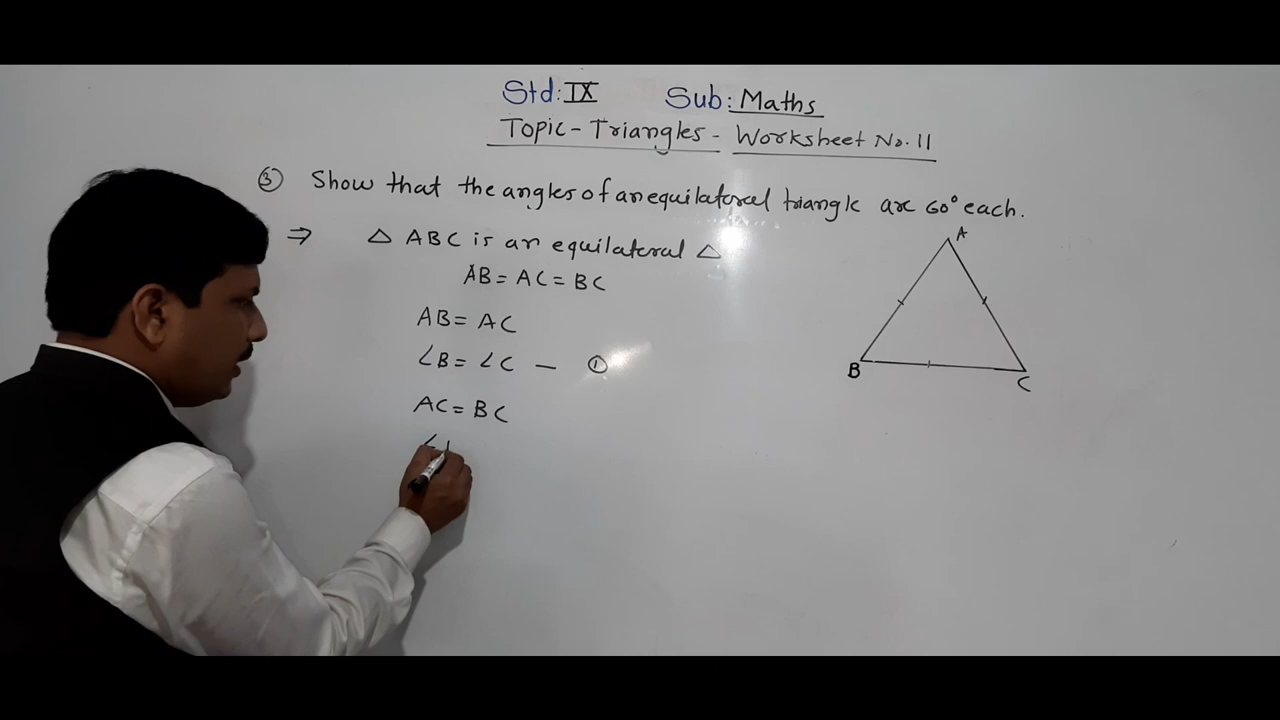 Std: IX Sub: Maths
Topic - Triangles - Worksheet No. 11
③ Show that the angles of an equilateral triangle are 60° each.
⇒ △ ABC is an equilateral △
AB = AC = BC
AB = AC
∠B = ∠C — ①
AC = BC
∠
A
B
C